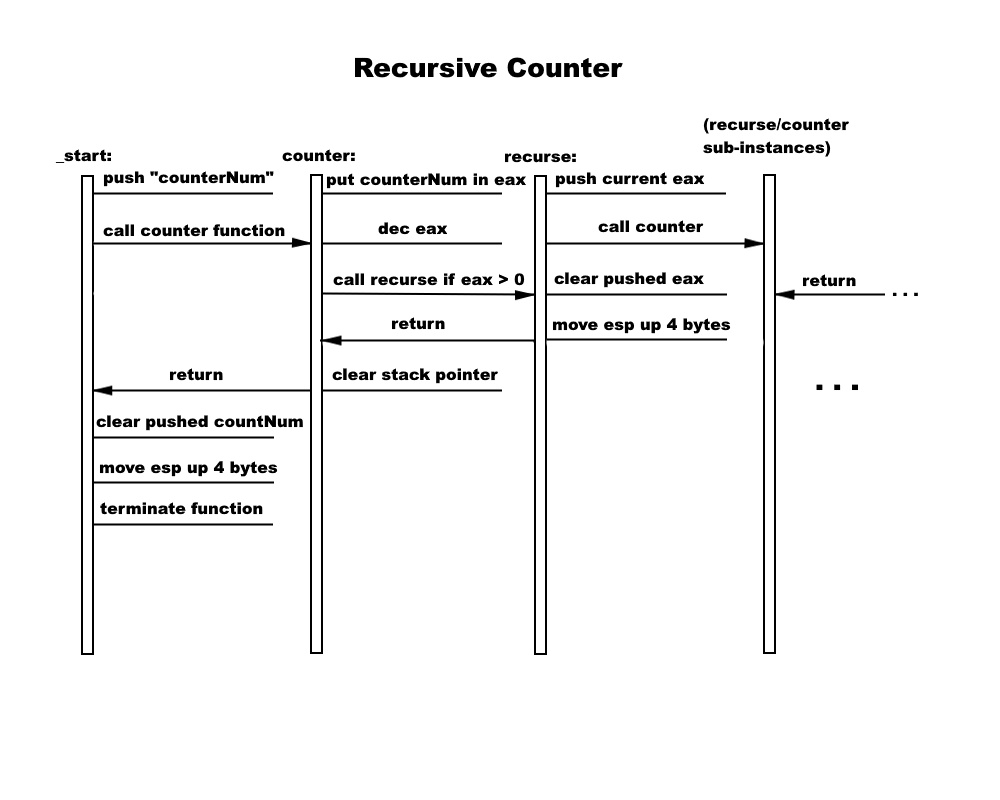 Recursive Counter
(recurse/counter
sub-instances)
_start:
counter:
recurse:
push "counterNum"
put counterNum in eax
push current eax
call counter function
dec eax
call counter
call recurse if eax > 0
clear pushed eax
return
...
return
move esp up 4 bytes
return
clear stack pointer
...
clear pushed countNum
move esp up 4 bytes
terminate function